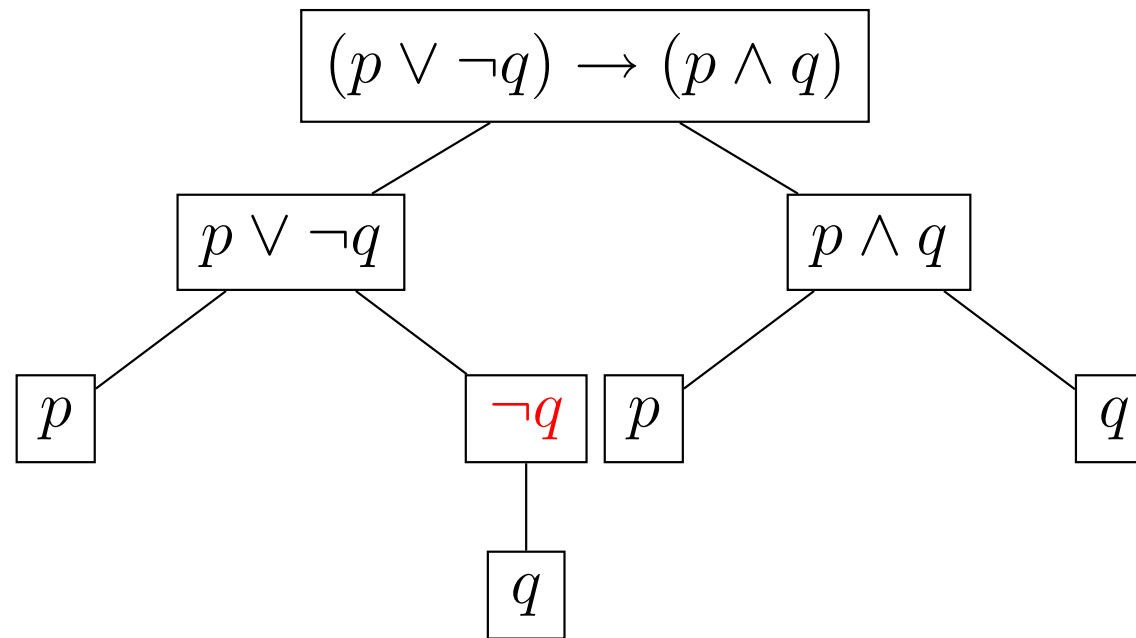 (p ∨ ¬q) → (p ∧ q)
p ∨ ¬q p ∧ q
p ¬q p q
q